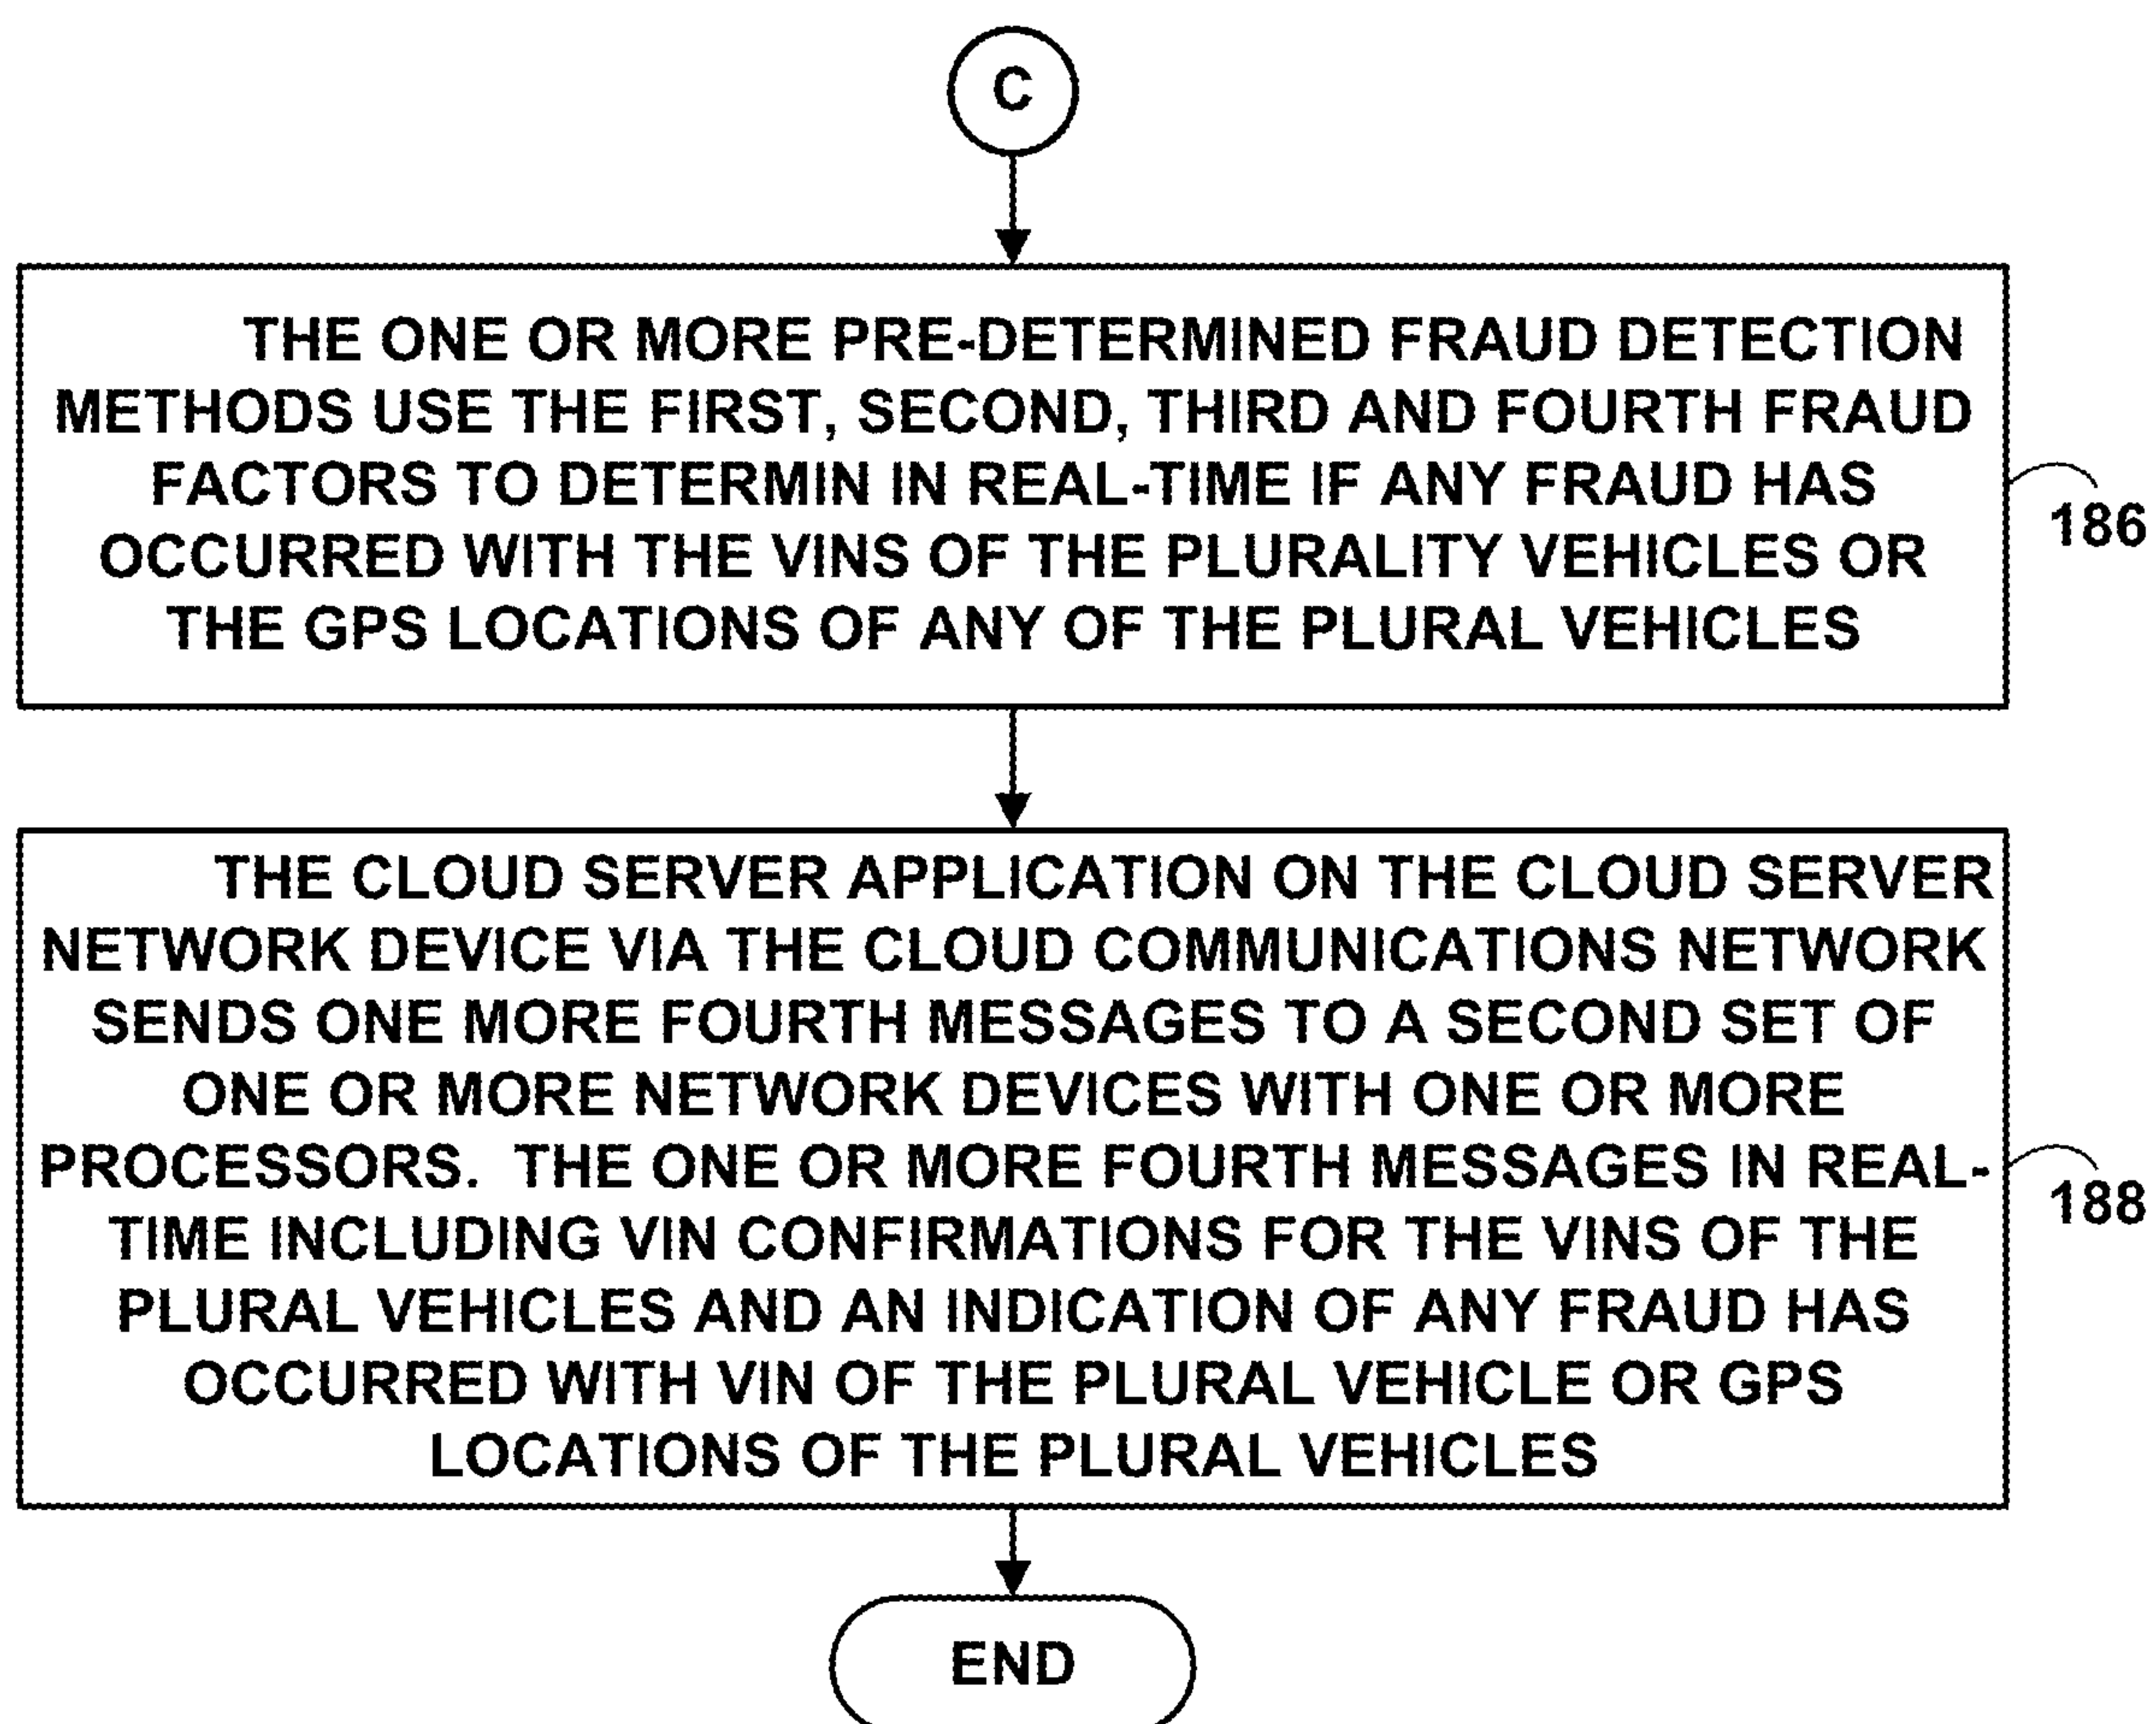 C
THE ONE OR MORE PRE-DETERMINED FRAUD DETECTION
METHODS USE THE FIRST, SECOND, THIRD AND FOURTH FRAUD
FACTORS TO DETERMIN IN REAL-TIME IF ANY FRAUD HAS
OCCURRED WITH THE VINS OF THE PLURALITY VEHICLES OR
THE GPS LOCATIONS OF ANY OF THE PLURAL VEHICLES
186
THE CLOUD SERVER APPLICATION ON THE CLOUD SERVER
NETWORK DEVICE VIA THE CLOUD COMMUNICATIONS NETWORK
SENDS ONE MORE FOURTH MESSAGES TO A SECOND SET OF
ONE OR MORE NETWORK DEVICES WITH ONE OR MORE
PROCESSORS. THE ONE OR MORE FOURTH MESSAGES IN REAL-
TIME INCLUDING VIN CONFIRMATIONS FOR THE VINS OF THE
PLURAL VEHICLES AND AN INDICATION OF ANY FRAUD HAS
OCCURRED WITH VIN OF THE PLURAL VEHICLE OR GPS
LOCATIONS OF THE PLURAL VEHICLES
188
END